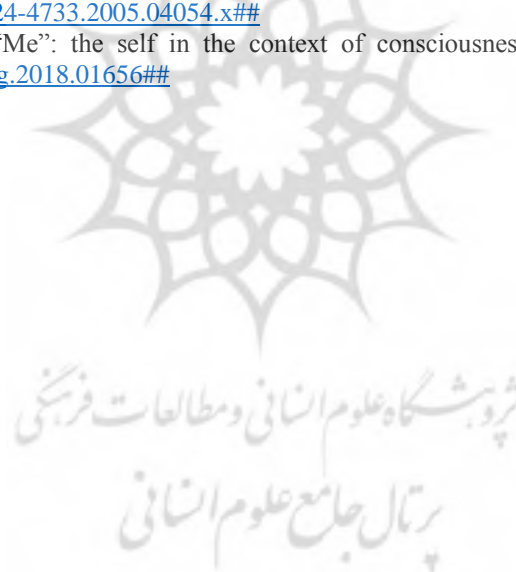 24-4733.2005.04054.x##
“Me”: the self in the context of consciousnes
g.2018.01656##
پژوهشگاه علوم انسانی و مطالعات فرهنگی
پرتال جامع علوم انسانی